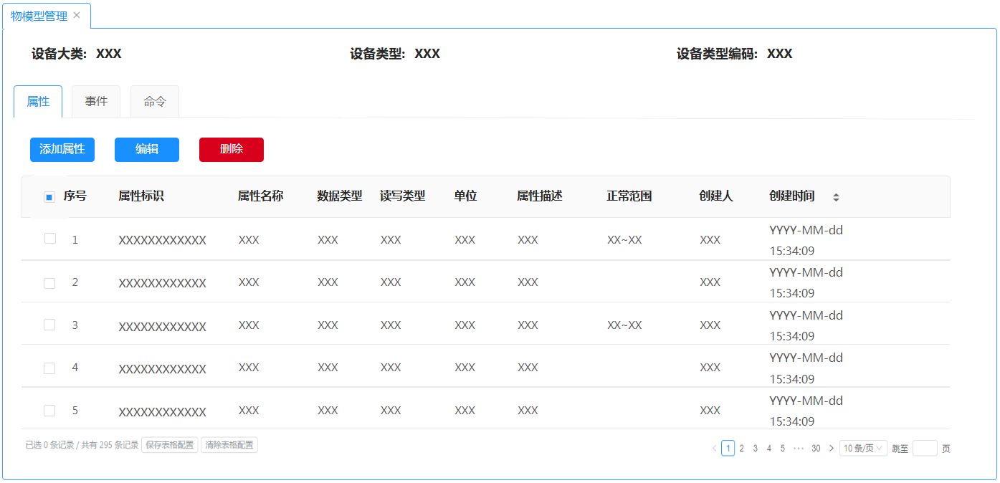 物模型管理 ×
设备大类: XXX 设备类型: XXX 设备类型编码: XXX
属性 事件 命令
添加属性 编辑 删除
序号 属性标识 属性名称 数据类型 读写类型 单位 属性描述 正常范围 创建人 创建时间
1 XXXXXXXXXXXX XXX XXX XXX XXX XXX XX~XX XXX YYYY-MM-dd
15:34:09
2 XXXXXXXXXXXX XXX XXX XXX XXX XXX XXX YYYY-MM-dd
15:34:09
3 XXXXXXXXXXXX XXX XXX XXX XXX XXX XX~XX XXX YYYY-MM-dd
15:34:09
4 XXXXXXXXXXXX XXX XXX XXX XXX XXX XXX YYYY-MM-dd
15:34:09
5 XXXXXXXXXXXX XXX XXX XXX XXX XXX XXX YYYY-MM-dd
15:34:09
已选 0 条记录 / 共有 295 条记录 保存表格配置 清除表格配置 < 1 2 3 4 5 ··· 30 > 10 条/页 跳至 页